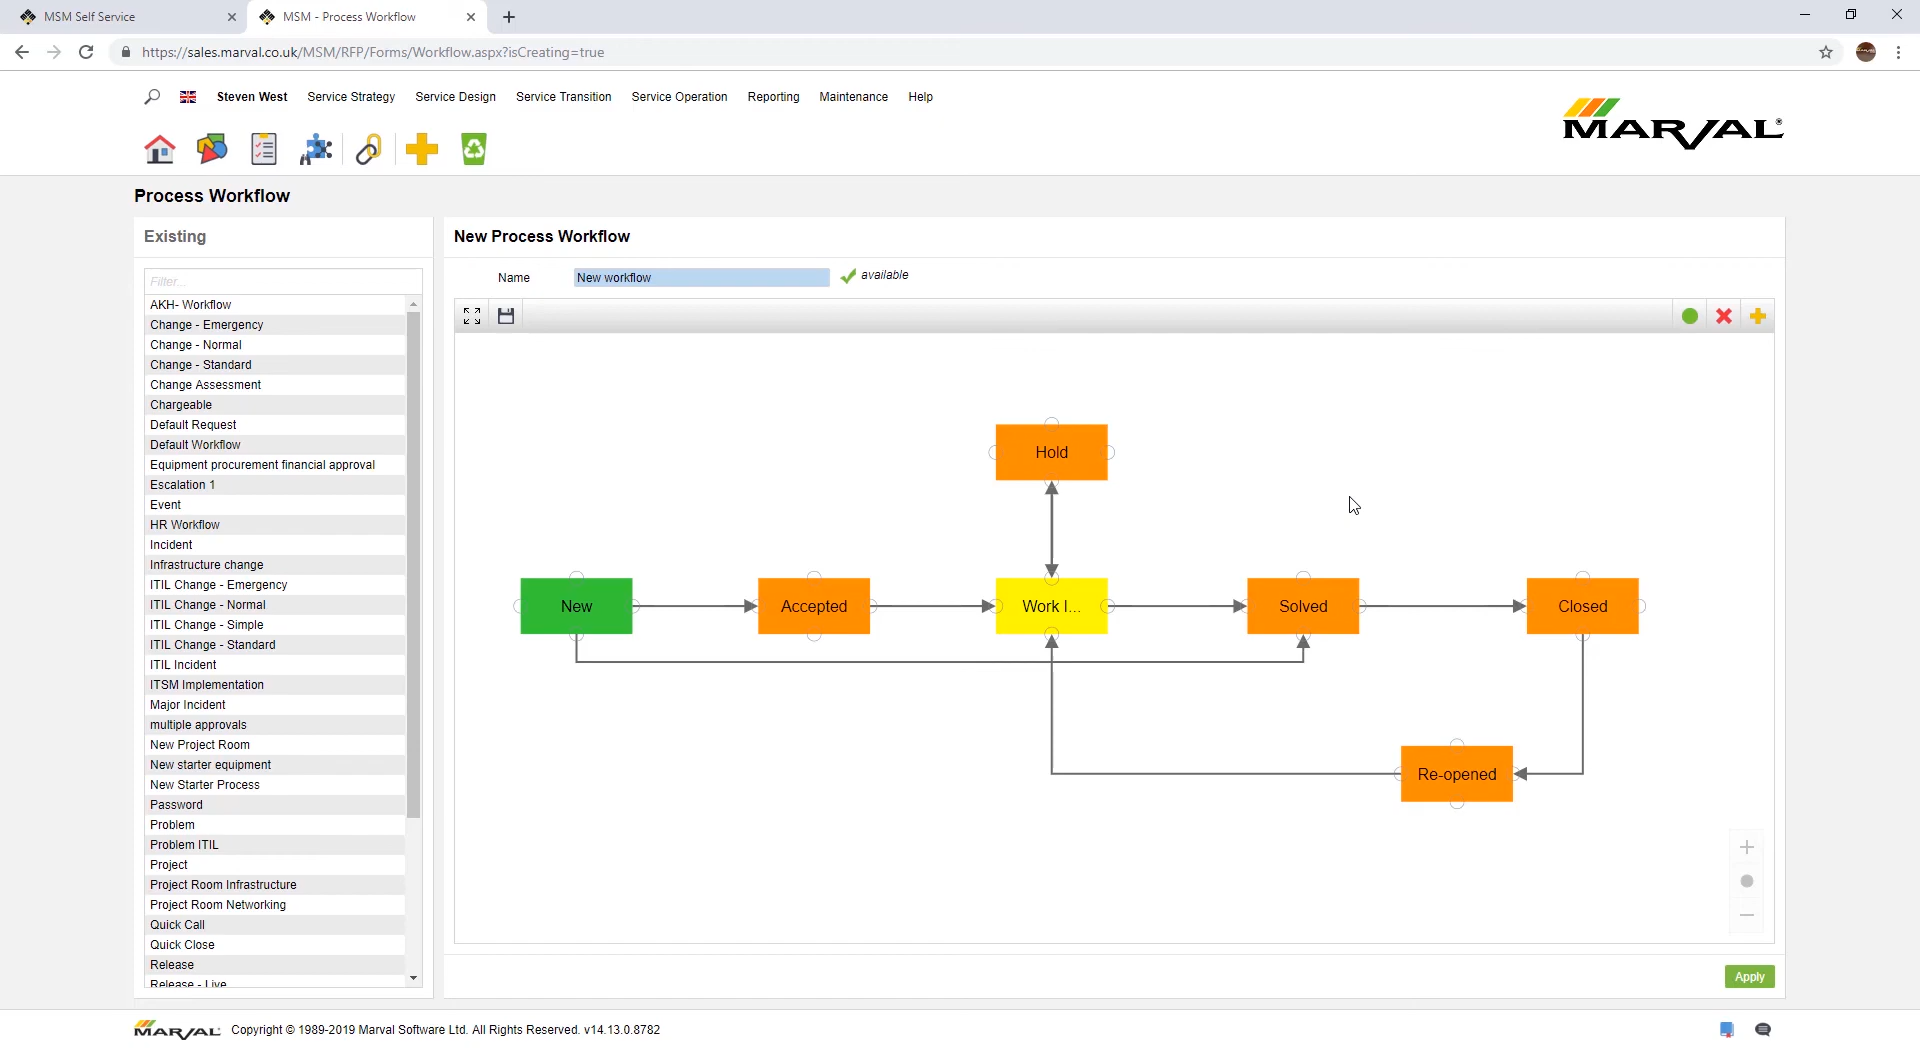 MSM Self Service
MSM - Process Workflow
https://sales.marval.co.uk/MSM/RFP/Forms/Workflow.aspx?isCreating=true
Steven West Service Strategy Service Design Service Transition Service Operation Reporting Maintenance Help
MARVAL®
Process Workflow
Existing
Filter...
AKH- Workflow
Change - Emergency
Change - Normal
Change - Standard
Change Assessment
Chargeable
Default Request
Default Workflow
Equipment procurement financial approval
Escalation 1
Event
HR Workflow
Incident
Infrastructure change
ITIL Change - Emergency
ITIL Change - Normal
ITIL Change - Simple
ITIL Change - Standard
ITIL Incident
ITSM Implementation
Major Incident
multiple approvals
New Project Room
New starter equipment
New Starter Process
Password
Problem
Problem ITIL
Project
Project Room Infrastructure
Project Room Networking
Quick Call
Quick Close
Release
Release - Live
New Process Workflow
Name New workflow available
Hold
New Accepted Work I... Solved Closed
Re-opened
Apply
MARVAL Copyright © 1989-2019 Marval Software Ltd. All Rights Reserved. v14.13.0.8782